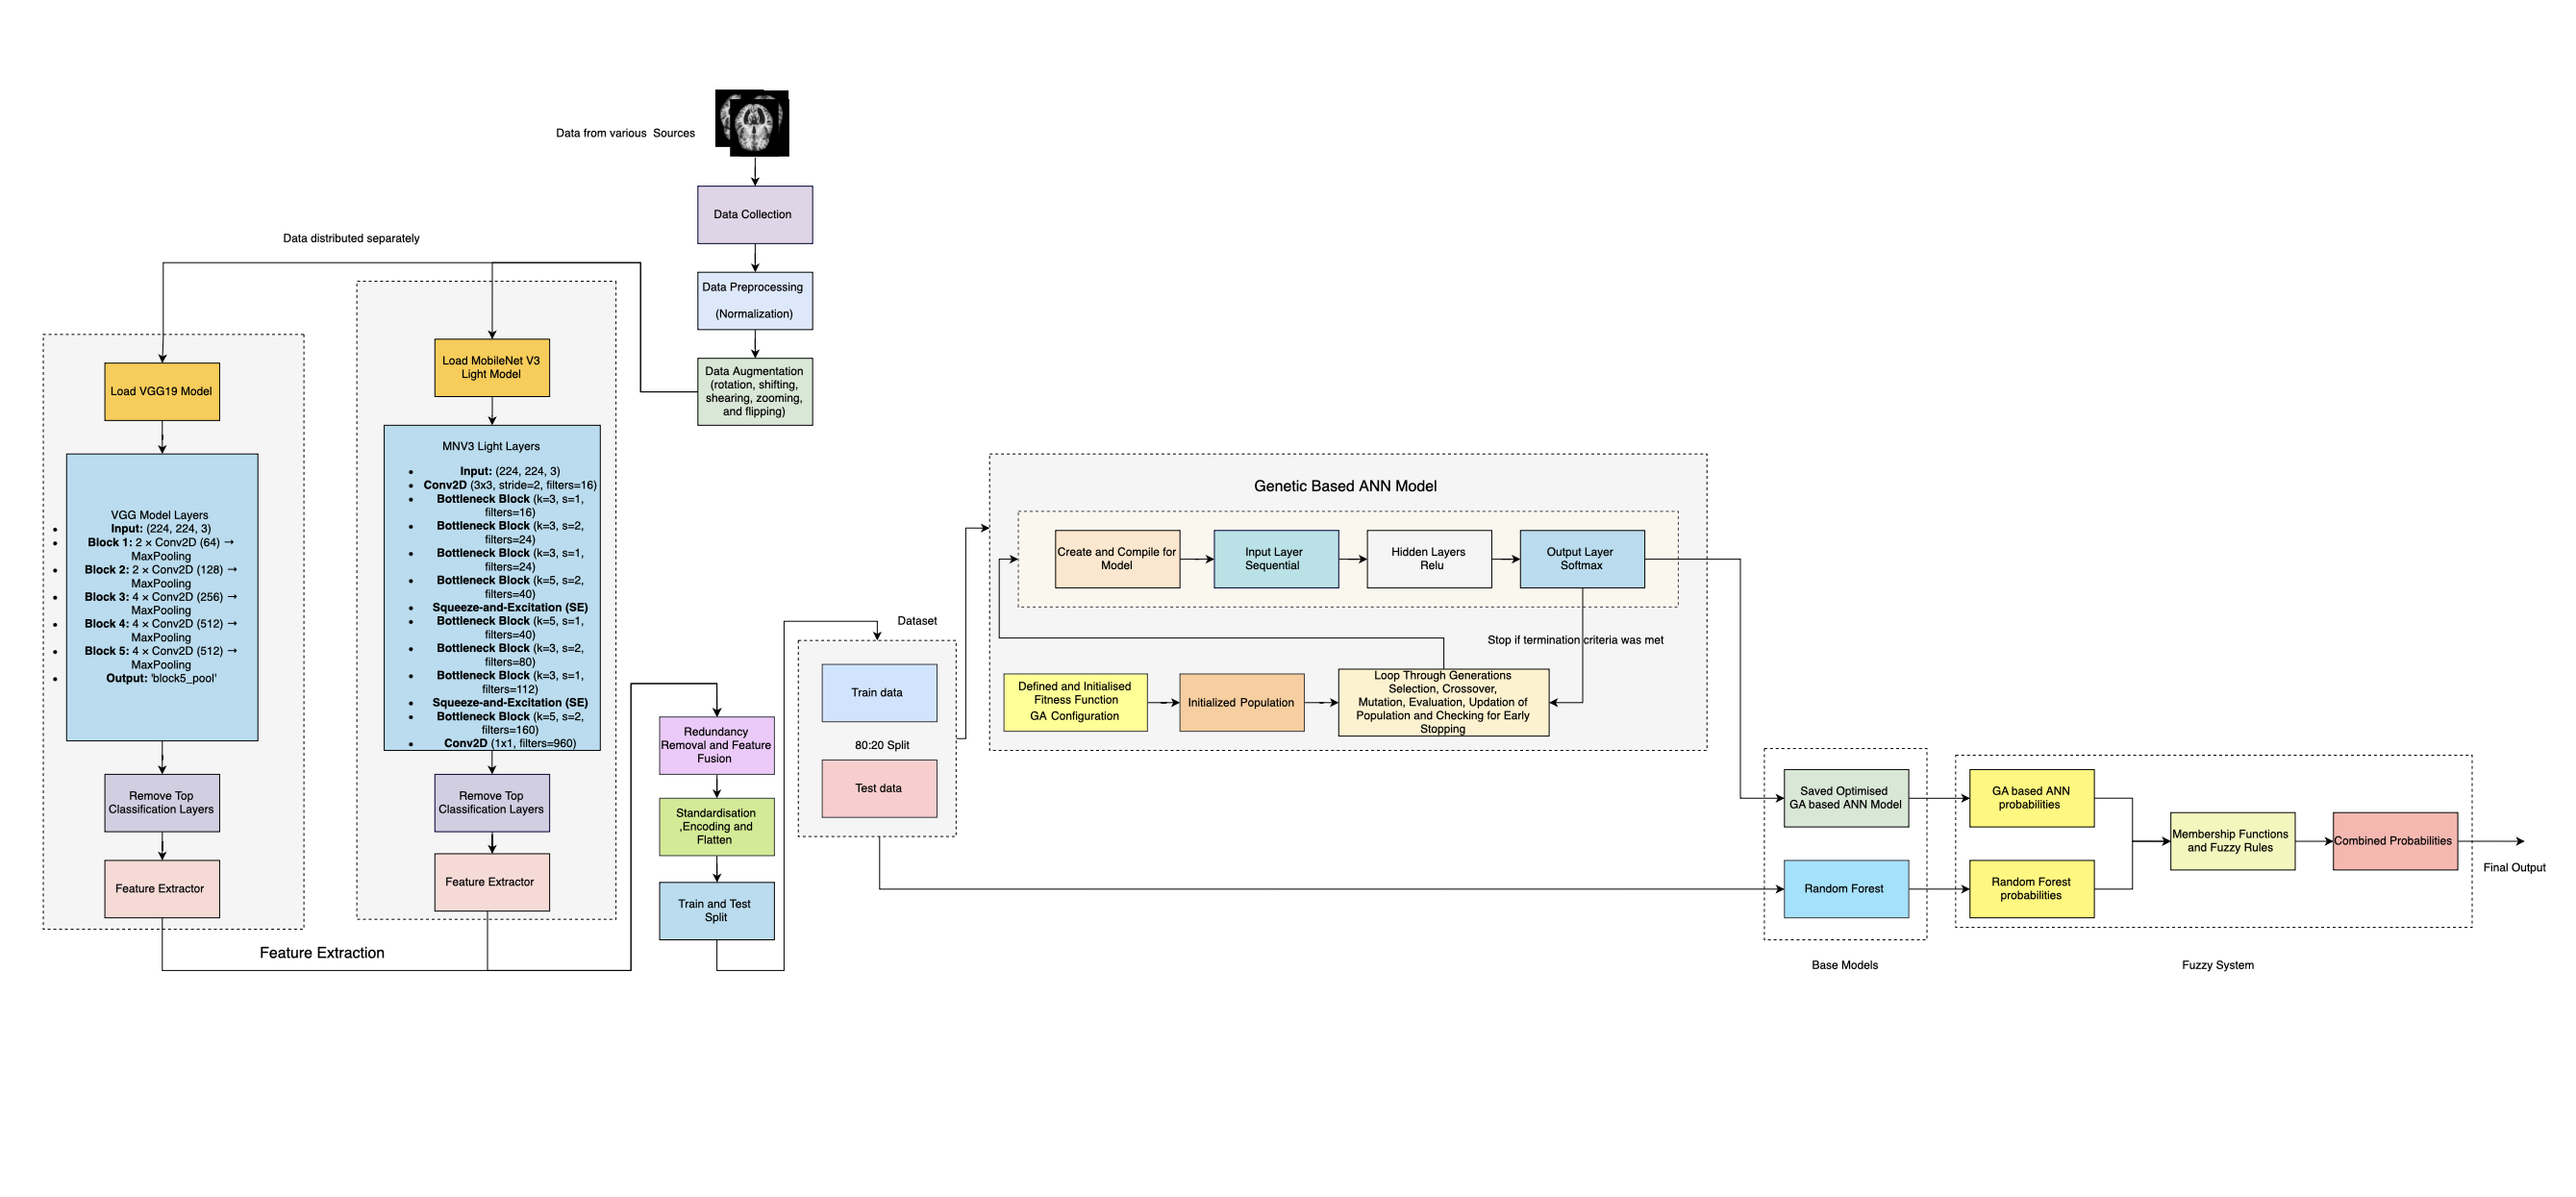 Data from various  Sources
Data Collection
Data Preprocessing
(Normalization)
Data Augmentation
(rotation, shifting,
shearing, zooming,
and flipping)
Data distributed separately
Load VGG19 Model
VGG Model Layers
• Input: (224, 224, 3)
• Block 1: 2 × Conv2D (64) →
MaxPooling
• Block 2: 2 × Conv2D (128) →
MaxPooling
• Block 3: 4 × Conv2D (256) →
MaxPooling
• Block 4: 4 × Conv2D (512) →
MaxPooling
• Block 5: 4 × Conv2D (512) →
MaxPooling
• Output: 'block5_pool'
Remove Top
Classification Layers
Feature Extractor
Load MobileNet V3
Light Model
MNV3 Light Layers
• Input: (224, 224, 3)
• Conv2D (3x3, stride=2, filters=16)
• Bottleneck Block (k=3, s=1,
filters=16)
• Bottleneck Block (k=3, s=2,
filters=24)
• Bottleneck Block (k=3, s=1,
filters=24)
• Bottleneck Block (k=5, s=2,
filters=40)
• Squeeze-and-Excitation (SE)
• Bottleneck Block (k=5, s=1,
filters=40)
• Bottleneck Block (k=3, s=2,
filters=80)
• Bottleneck Block (k=3, s=1,
filters=112)
• Squeeze-and-Excitation (SE)
• Bottleneck Block (k=5, s=2,
filters=160)
• Conv2D (1x1, filters=960)
Remove Top
Classification Layers
Feature Extractor
Feature Extraction
Redundancy
Removal and Feature
Fusion
Standardisation
,Encoding and
Flatten
Train and Test
Split
Dataset
Train data
80:20 Split
Test data
Genetic Based ANN Model
Create and Compile for
Model
Input Layer
Sequential
Hidden Layers
Relu
Output Layer
Softmax
Stop if termination criteria was met
Defined and Initialised
Fitness Function
GA Configuration
Initialized Population
Loop Through Generations
Selection, Crossover,
Mutation, Evaluation, Updation of
Population and Checking for Early
Stopping
Saved Optimised
GA based ANN Model
Random Forest
Base Models
GA based ANN
probabilities
Random Forest
probabilities
Membership Functions
and Fuzzy Rules
Combined Probabilities
Final Output
Fuzzy System